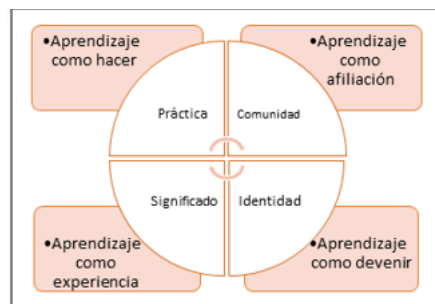 •Aprendizaje
como hacer
•Aprendizaje
como
afiliación
Práctica
Comunidad
Significado
Identidad
•Aprendizaje
como
experiencia
•Aprendizaje
como devenir